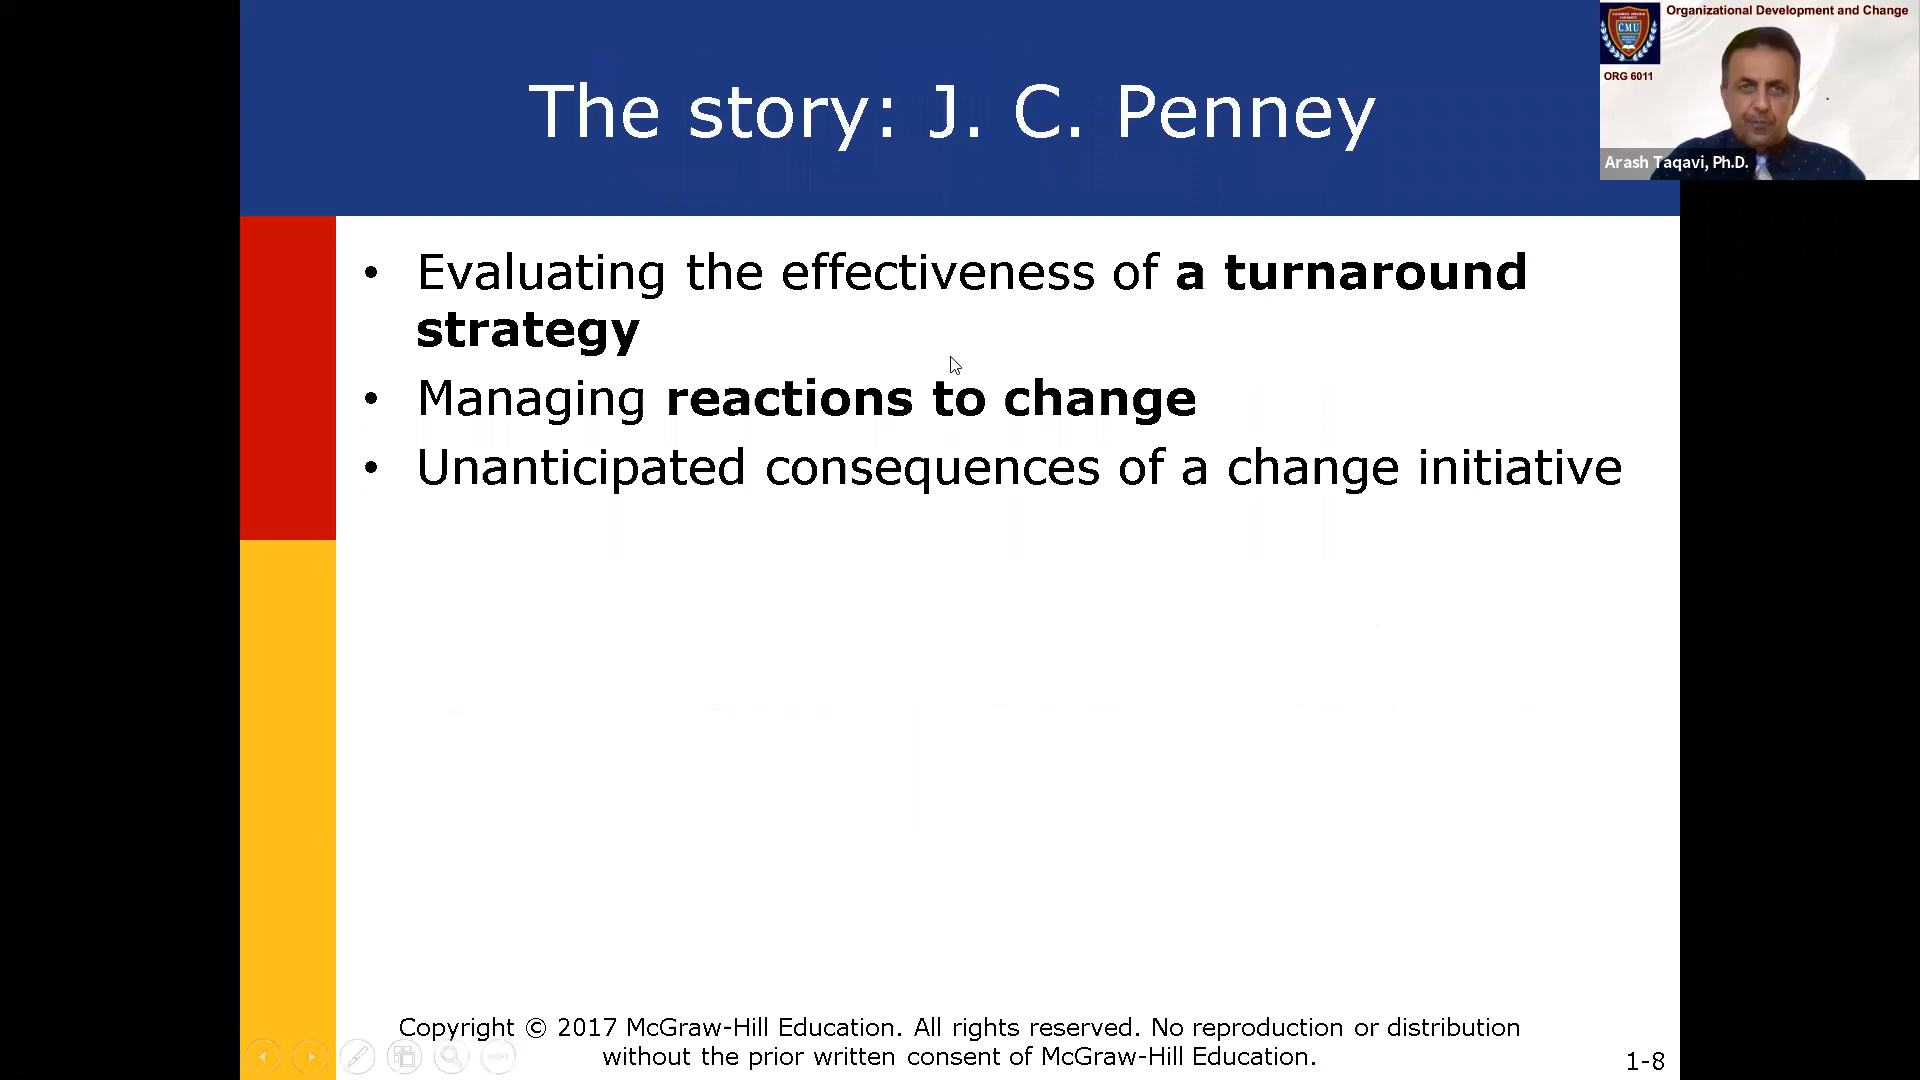 The story: J. C. Penney
Organizational Development and Change
CMU
ORG 6011
Arash Taqavi, Ph.D.
• Evaluating the effectiveness of a turnaround
strategy
• Managing reactions to change
• Unanticipated consequences of a change initiative
Copyright © 2017 McGraw-Hill Education. All rights reserved. No reproduction or distribution
without the prior written consent of McGraw-Hill Education.
1-8